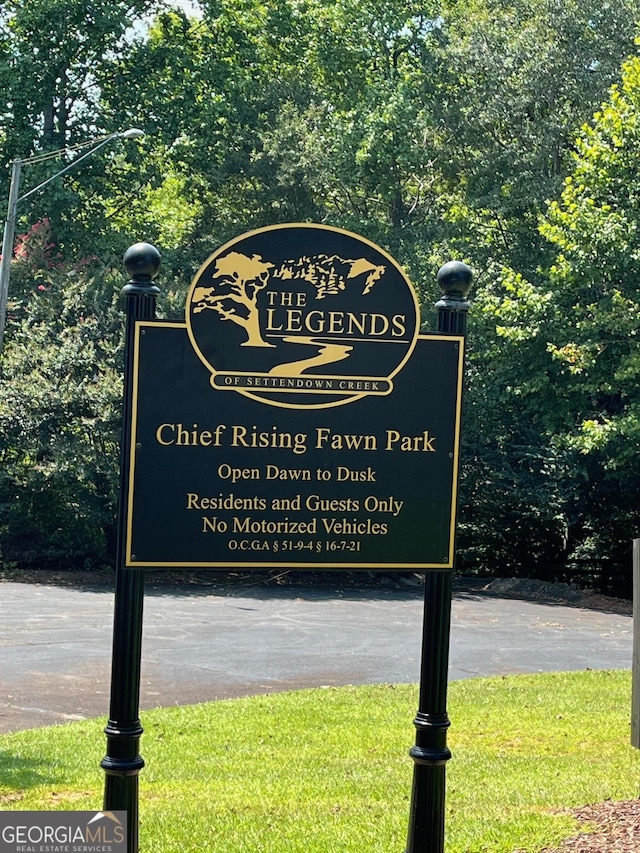 THE
LEGENDS
OF SETTENDOWN CREEK
Chief Rising Fawn Park
Open Dawn to Dusk
Residents and Guests Only
No Motorized Vehicles
O.C.G.A § 51-9-4 § 16-7-21
GEORGIAMLS
REAL ESTATE SERVICES